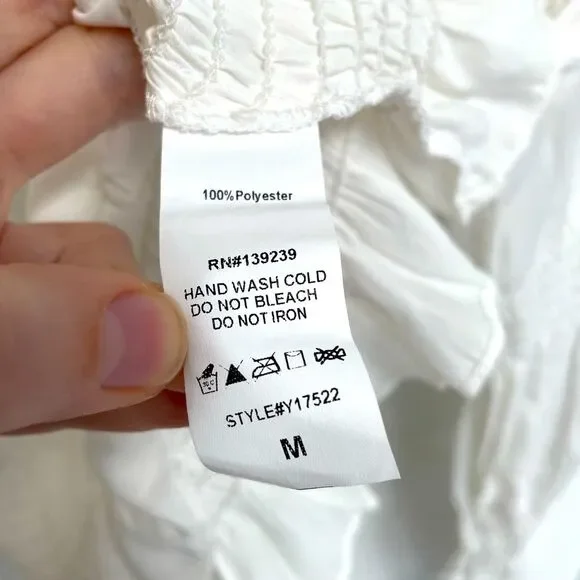 100%Polyester
RN#139239
HAND WASH COLD
DO NOT BLEACH
DO NOT IRON
STYLE#Y17522
M